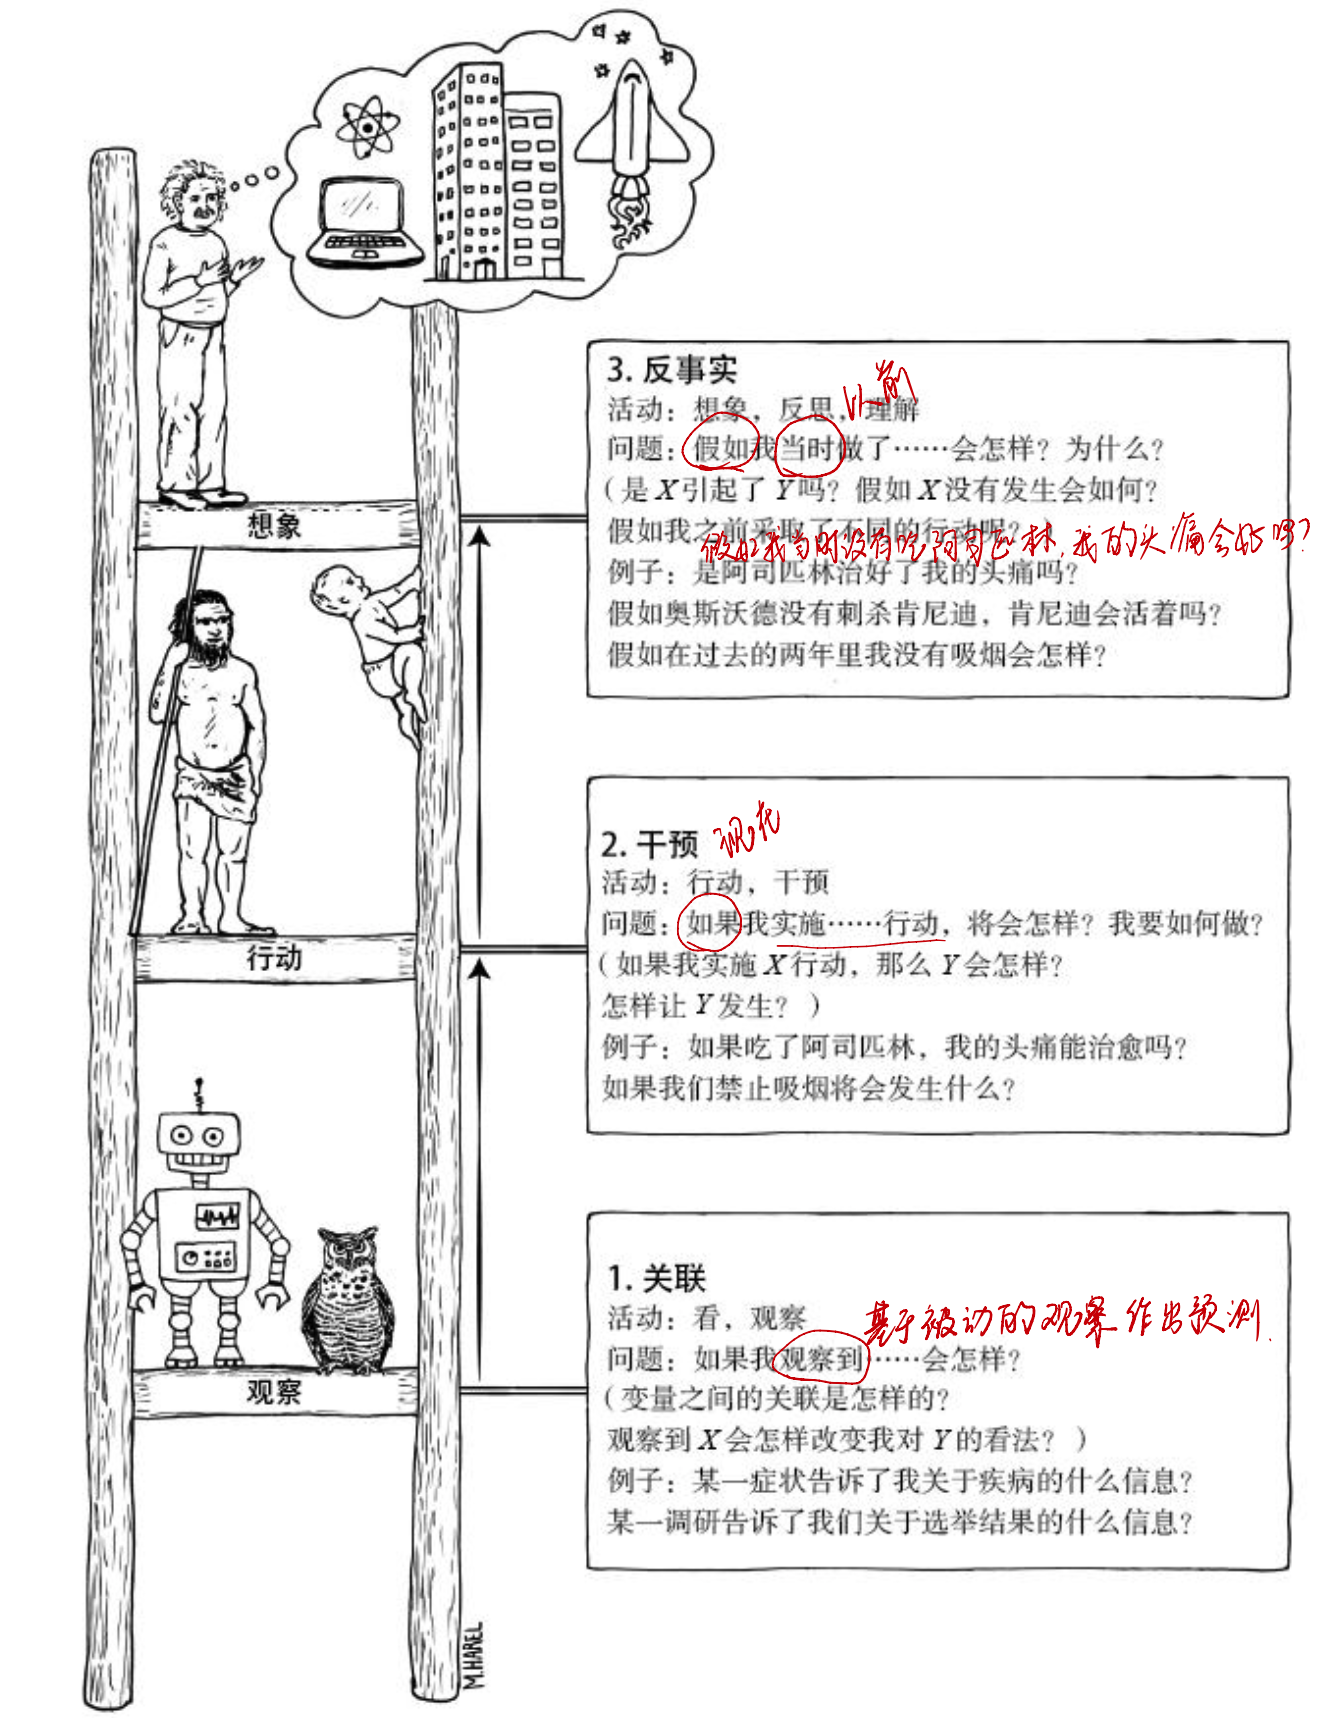 3. 反事实
以前
活动：想象，反思，理解
问题：假如我当时做了……会怎样？为什么？
（是 X 引起了 Y 吗？假如 X 没有发生会如何？
假如我之前采取了不同的行动呢？）
假如我当时没有吃阿司匹林，我的头痛会好吗？
例子：是阿司匹林治好了我的头痛吗？
假如奥斯沃德没有刺杀肯尼迪，肯尼迪会活着吗？
假如在过去的两年里我没有吸烟会怎样？
想象
2. 干预 现在
活动：行动，干预
问题：如果我实施……行动，将会怎样？我要如何做？
（如果我实施 X 行动，那么 Y 会怎样？
怎样让 Y 发生？）
例子：如果吃了阿司匹林，我的头痛能治愈吗？
如果我们禁止吸烟将会发生什么？
行动
1. 关联
活动：看，观察 基于被动的观察作出预测.
问题：如果我观察到……会怎样？
（变量之间的关联是怎样的？
观察到 X 会怎样改变我对 Y 的看法？）
例子：某一症状告诉了我关于疾病的什么信息？
某一调研告诉了我们关于选举结果的什么信息？
观察
M.HAREL